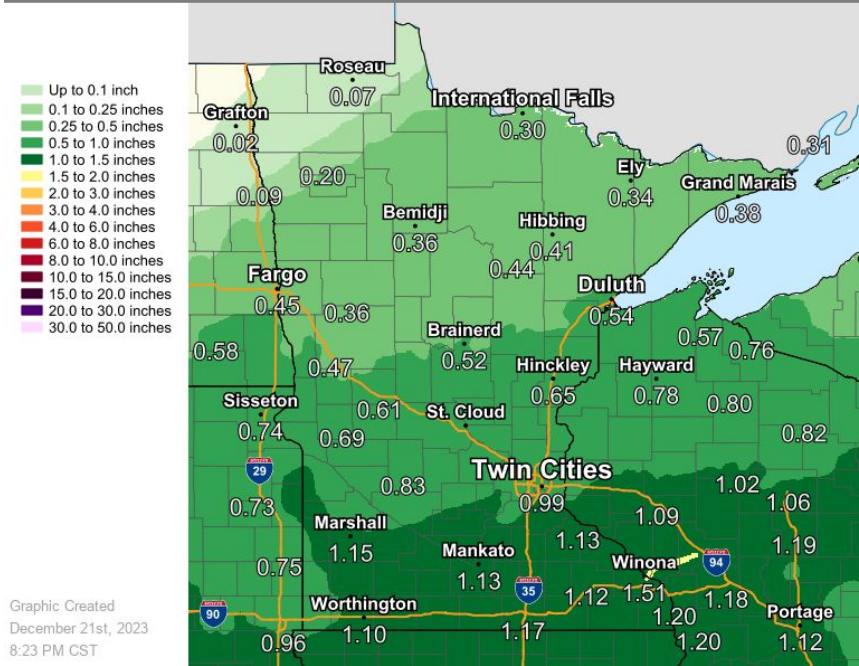 Up to 0.1 inch
0.1 to 0.25 inches
0.25 to 0.5 inches
0.5 to 1.0 inches
1.0 to 1.5 inches
1.5 to 2.0 inches
2.0 to 3.0 inches
3.0 to 4.0 inches
4.0 to 6.0 inches
6.0 to 8.0 inches
8.0 to 10.0 inches
10.0 to 15.0 inches
15.0 to 20.0 inches
20.0 to 30.0 inches
30.0 to 50.0 inches
Graphic Created
December 21st, 2023
8:23 PM CST
Roseau
0.07
International Falls
0.30
Grafton
0.02
0.31
Ely
0.34
Grand Marais
0.38
0.20
0.09
Bemidji
0.36
Hibbing
0.41
0.44
Fargo
0.45
0.36
Duluth
0.54
Brainerd
0.52
0.57
0.76
0.58
0.47
Hinckley
0.65
Hayward
0.78
0.80
Sisseton
0.74
0.61
St. Cloud
0.69
0.82
29
Twin Cities
0.99
0.83
1.02
1.06
0.73
1.09
Marshall
1.15
1.13
1.19
Mankato
1.13
0.75
Winona
1.51
94
35
1.12
1.18
1.20
90
Worthington
1.10
Portage
1.12
0.96
1.17
1.20